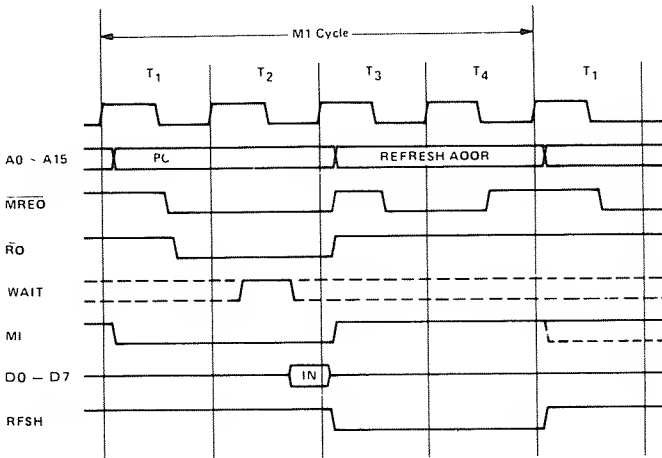 M1 Cycle
T1 T2 T3 T4 T1
A0 ~ A15 PC REFRESH AOOR
MREO
RO
WAIT
MI
D0 — D7 IN
RFSH